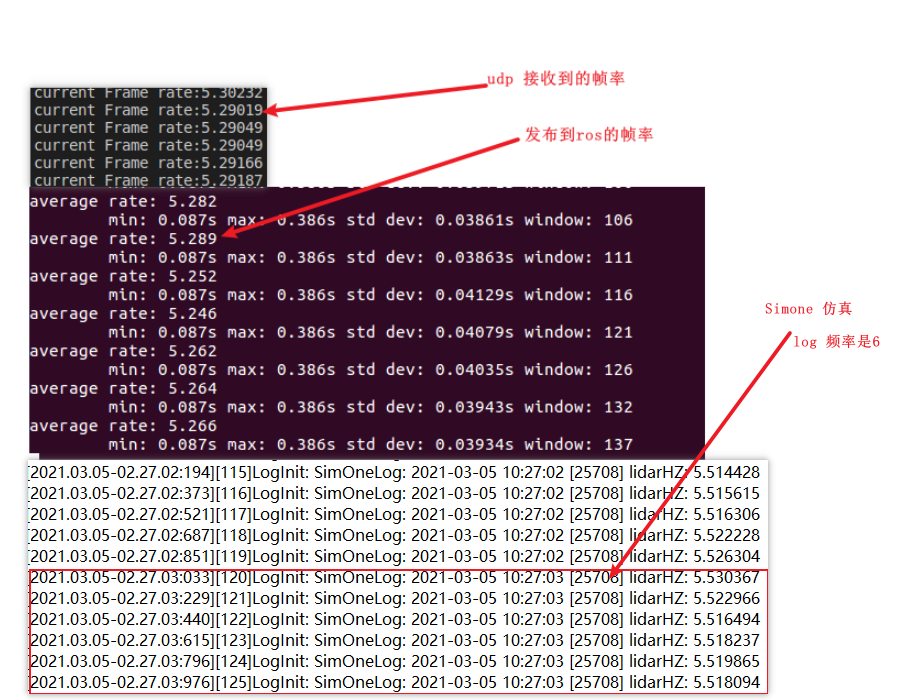 current Frame rate:5.30232
udp 接收到的帧率
current Frame rate:5.29019
current Frame rate:5.29049
发布到ros的帧率
current Frame rate:5.29049
current Frame rate:5.29166
current Frame rate:5.29187
average rate: 5.282
min: 0.087s max: 0.386s std dev: 0.03861s window: 106
average rate: 5.289
min: 0.087s max: 0.386s std dev: 0.03863s window: 111
average rate: 5.252
min: 0.087s max: 0.386s std dev: 0.04129s window: 116
average rate: 5.246
min: 0.087s max: 0.386s std dev: 0.04079s window: 121
average rate: 5.262
min: 0.087s max: 0.386s std dev: 0.04035s window: 126
average rate: 5.264
min: 0.087s max: 0.386s std dev: 0.03943s window: 132
average rate: 5.266
min: 0.087s max: 0.386s std dev: 0.03934s window: 137
Simone 仿真
log 频率是6
[2021.03.05-02.27.02:194][115]LogInit: SimOneLog: 2021-03-05 10:27:02 [25708] lidarHZ: 5.514428
[2021.03.05-02.27.02:373][116]LogInit: SimOneLog: 2021-03-05 10:27:02 [25708] lidarHZ: 5.515615
[2021.03.05-02.27.02:521][117]LogInit: SimOneLog: 2021-03-05 10:27:02 [25708] lidarHZ: 5.516306
[2021.03.05-02.27.02:687][118]LogInit: SimOneLog: 2021-03-05 10:27:02 [25708] lidarHZ: 5.522228
[2021.03.05-02.27.02:851][119]LogInit: SimOneLog: 2021-03-05 10:27:02 [25708] lidarHZ: 5.526304
[2021.03.05-02.27.03:033][120]LogInit: SimOneLog: 2021-03-05 10:27:03 [25708] lidarHZ: 5.530367
[2021.03.05-02.27.03:229][121]LogInit: SimOneLog: 2021-03-05 10:27:03 [25708] lidarHZ: 5.522966
[2021.03.05-02.27.03:440][122]LogInit: SimOneLog: 2021-03-05 10:27:03 [25708] lidarHZ: 5.516494
[2021.03.05-02.27.03:615][123]LogInit: SimOneLog: 2021-03-05 10:27:03 [25708] lidarHZ: 5.518237
[2021.03.05-02.27.03:796][124]LogInit: SimOneLog: 2021-03-05 10:27:03 [25708] lidarHZ: 5.519865
[2021.03.05-02.27.03:976][125]LogInit: SimOneLog: 2021-03-05 10:27:03 [25708] lidarHZ: 5.518094